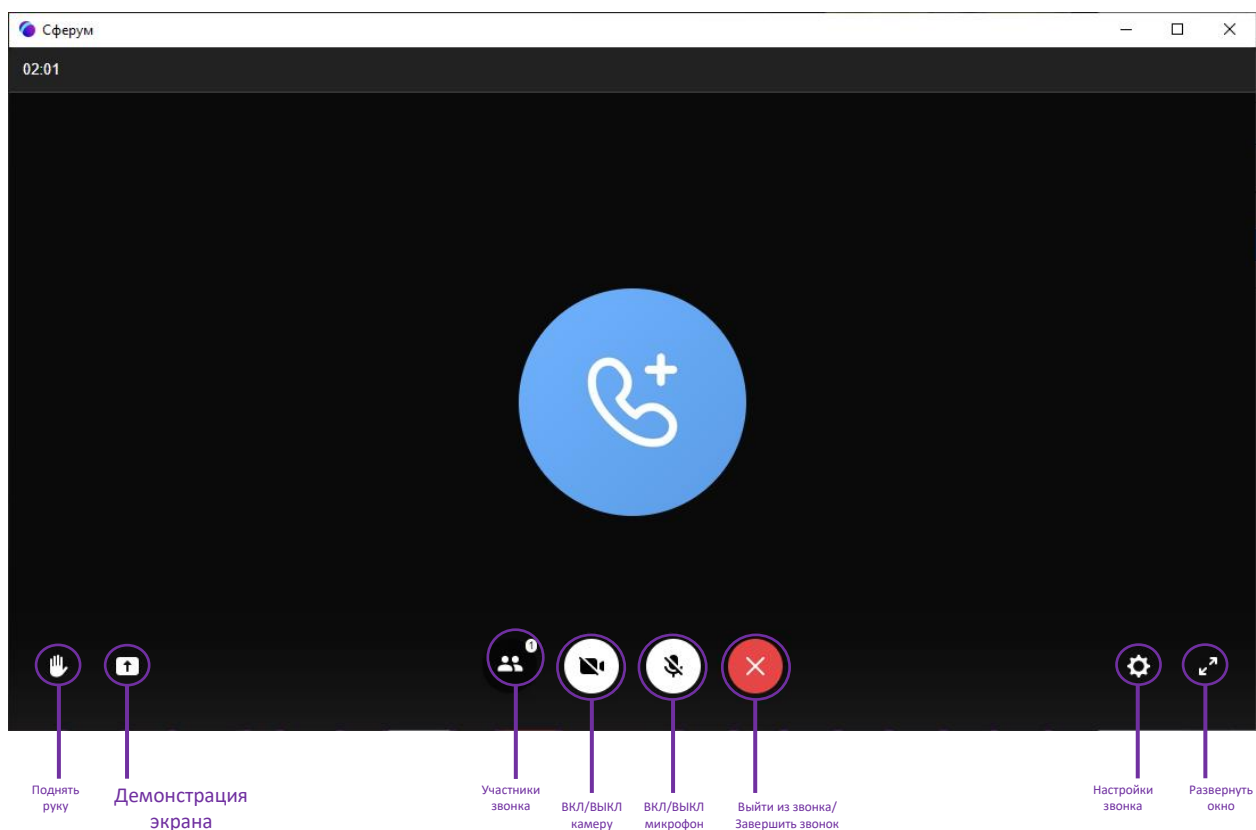 Сферум
02:01
1
Поднять
руку
Демонстрация
экрана
Участники
звонка
ВКЛ/ВЫКЛ
камеру
ВКЛ/ВЫКЛ
микрофон
Выйти из звонка/
Завершить звонок
Настройки
звонка
Развернуть
окно